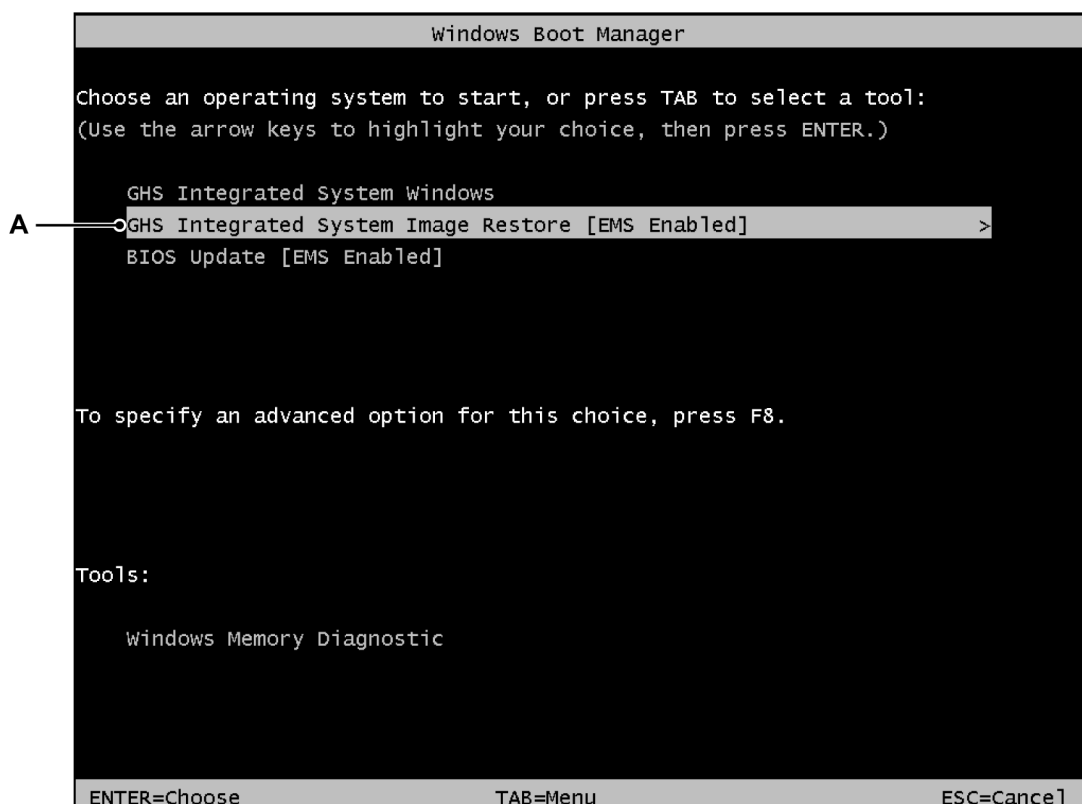 Windows Boot Manager
Choose an operating system to start, or press TAB to select a tool:
(Use the arrow keys to highlight your choice, then press ENTER.)
GHS Integrated System Windows
A
GHS Integrated System Image Restore [EMS Enabled] >
BIOS Update [EMS Enabled]
To specify an advanced option for this choice, press F8.
Tools:
Windows Memory Diagnostic
ENTER=Choose TAB=Menu ESC=Cancel